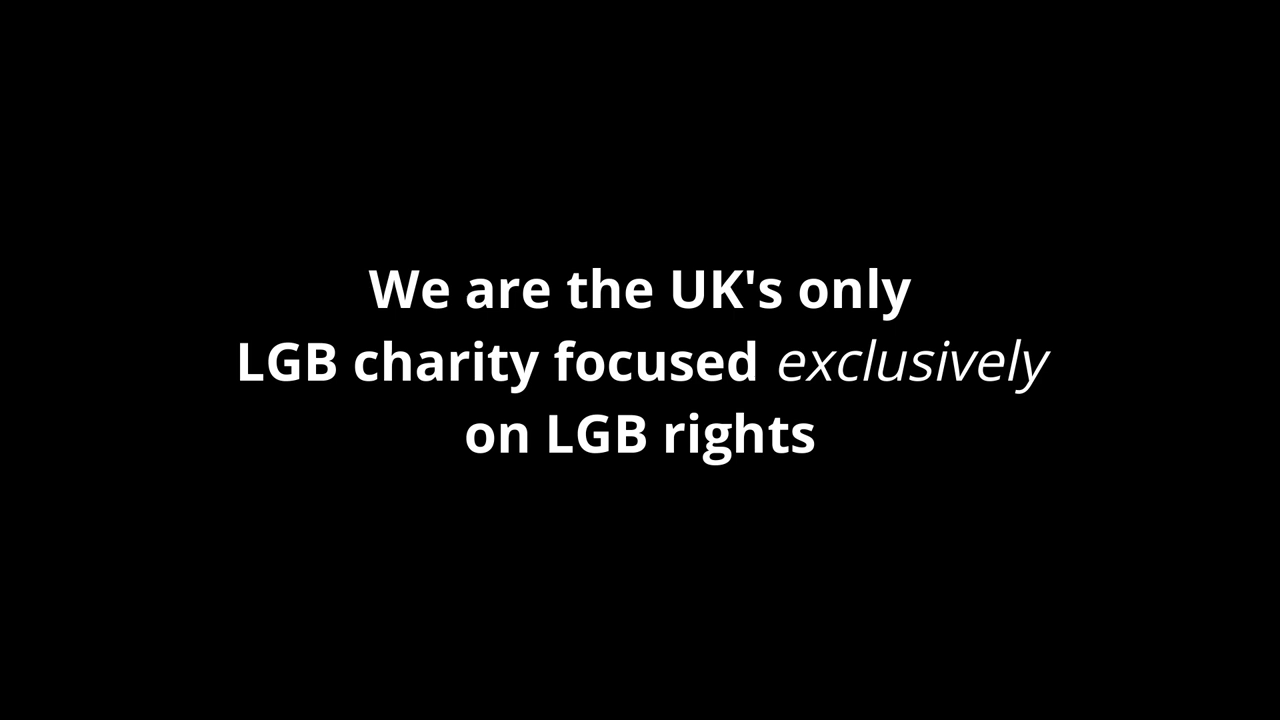 We are the UK's only
LGB charity focused exclusively
on LGB rights